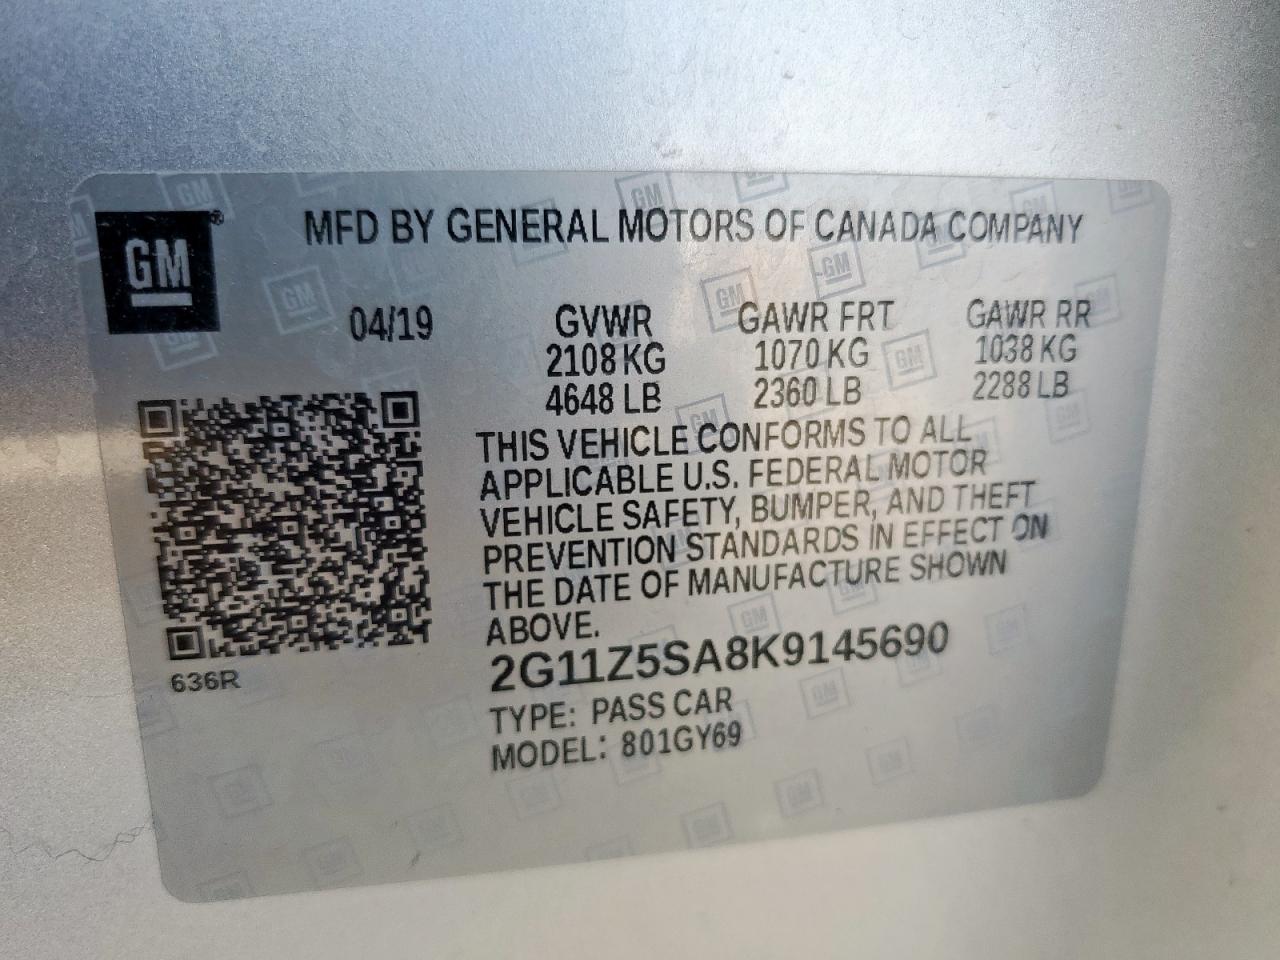 GM®
MFD BY GENERAL MOTORS OF CANADA COMPANY
04/19 GVWR GAWR FRT GAWR RR
2108 KG 1070 KG 1038 KG
4648 LB 2360 LB 2288 LB
THIS VEHICLE CONFORMS TO ALL
APPLICABLE U.S. FEDERAL MOTOR
VEHICLE SAFETY, BUMPER, AND THEFT
PREVENTION STANDARDS IN EFFECT ON
THE DATE OF MANUFACTURE SHOWN
ABOVE.
636R
2G11Z5SA8K9145690
TYPE: PASS CAR
MODEL: 801GY69